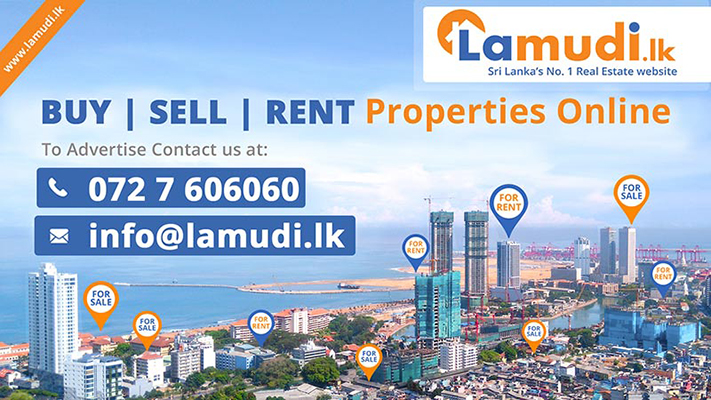 www.lamudi.lk
Lamudi.lk
Sri Lanka's No. 1 Real Estate website
BUY | SELL | RENT Properties Online
To Advertise Contact us at:
072 7 606060
info@lamudi.lk
FOR SALE
FOR RENT
FOR RENT
FOR RENT
FOR SALE
FOR SALE
FOR RENT
FOR SALE
FOR SALE